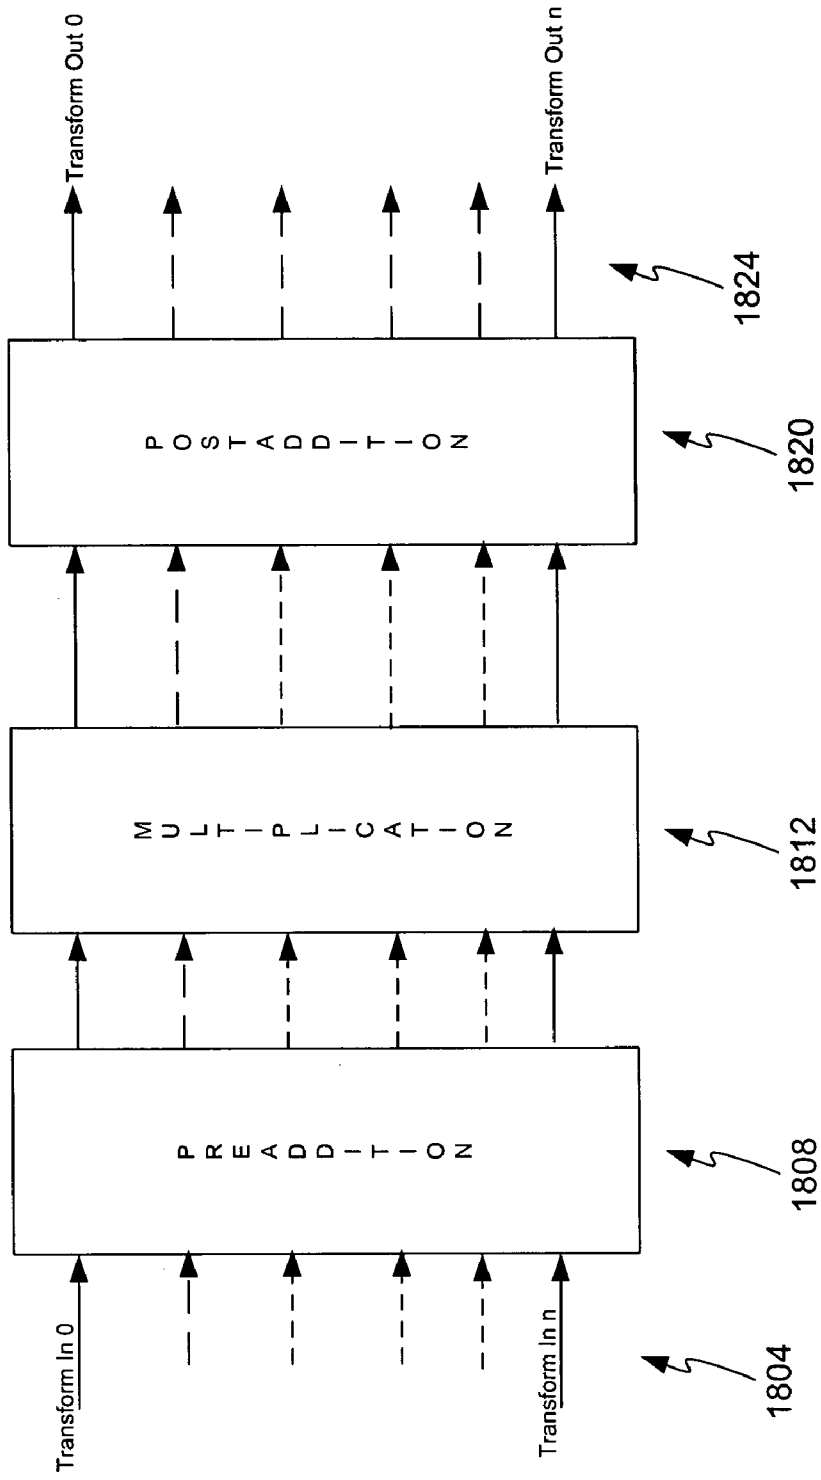 Transform In 0
Transform In n
1804
PREADDITION
1808
MULTIPLICATION
1812
POSTADDITION
1820
Transform Out 0
Transform Out n
1824